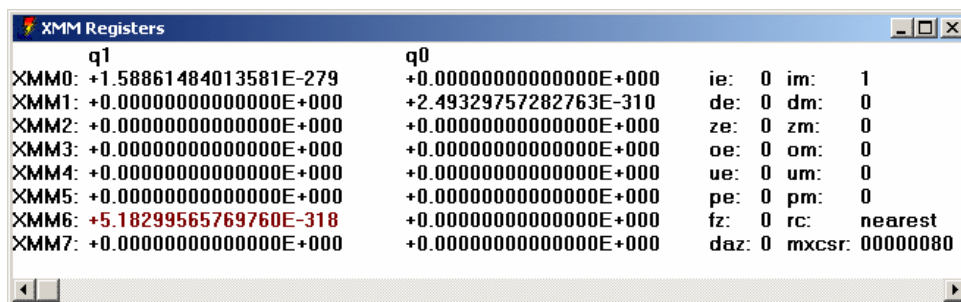 XMM Registers
q1 q0
XMM0: +1.58861484013581E-279 +0.00000000000000E+000 ie: 0 im: 1
XMM1: +0.00000000000000E+000 +2.49329757282763E-310 de: 0 dm: 0
XMM2: +0.00000000000000E+000 +0.00000000000000E+000 ze: 0 zm: 0
XMM3: +0.00000000000000E+000 +0.00000000000000E+000 oe: 0 om: 0
XMM4: +0.00000000000000E+000 +0.00000000000000E+000 ue: 0 um: 0
XMM5: +0.00000000000000E+000 +0.00000000000000E+000 pe: 0 pm: 0
XMM6: +5.18299565769760E-318 +0.00000000000000E+000 fz: 0 rc: nearest
XMM7: +0.00000000000000E+000 +0.00000000000000E+000 daz: 0 mxcsr: 00000080